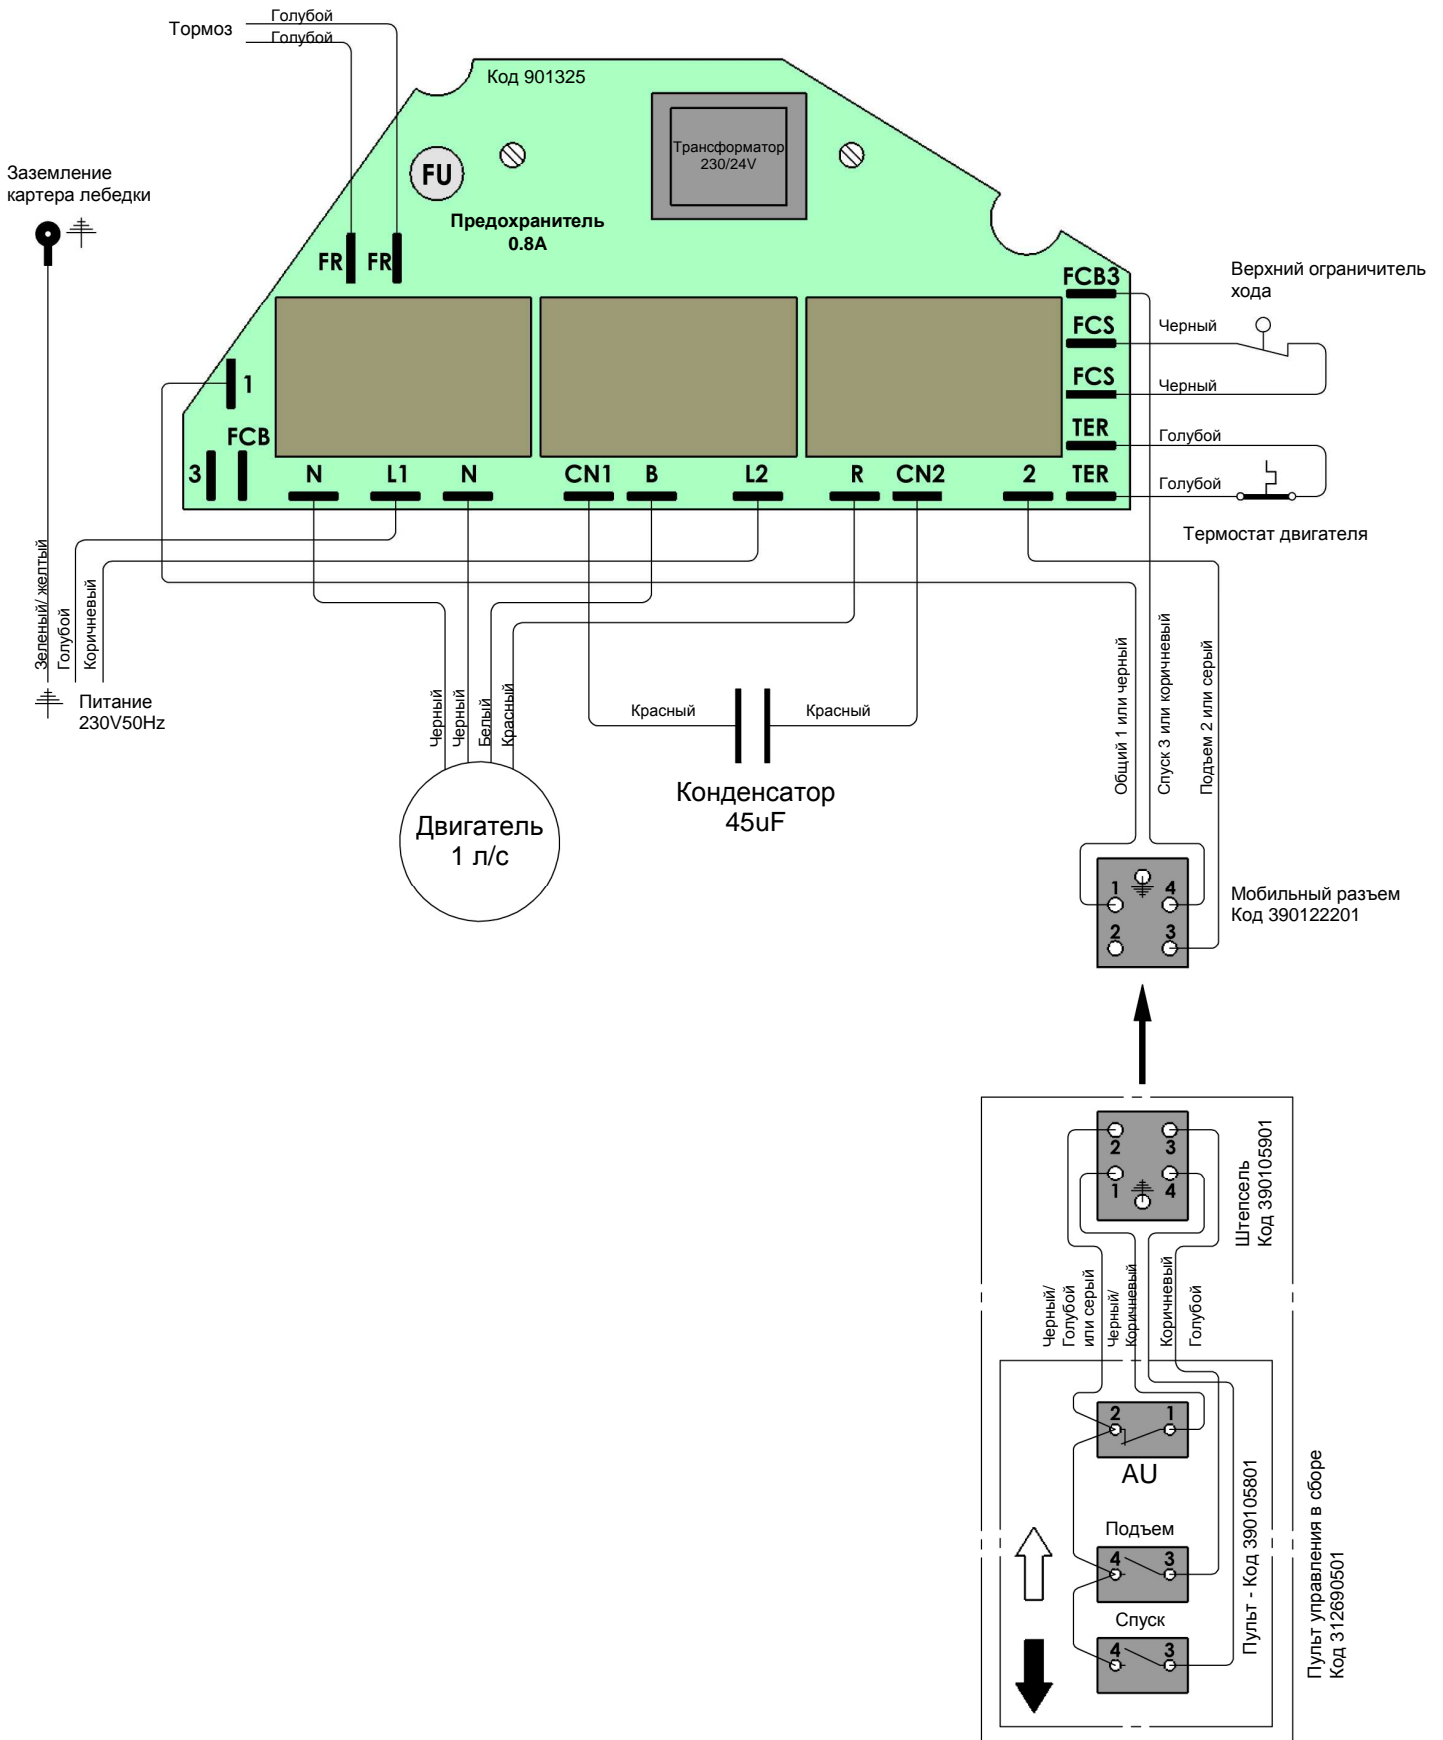 Тормоз
Голубой
Голубой
Код 901325
Трансформатор
230/24V
FU
Предохранитель
0.8A
Заземление
картера лебедки
FR
FR
FCB3
FCS
FCS
TER
TER
Верхний ограничитель
хода
Черный
Черный
Голубой
Голубой
Термостат двигателя
1
FCB
3
N
L1
N
CN1
B
L2
R
CN2
2
Зеленый/ желтый
Голубой
Коричневый
Питание
230V50Hz
Черный
Черный
Белый
Красный
Красный
Красный
Двигатель
1 л/с
Конденсатор
45uF
Общий 1 или черный
Спуск 3 или коричневый
Подъем 2 или серый
1
4
2
3
Мобильный разъем
Код 390122201
2
3
1
4
Штепсель
Код 390105901
Черный/
Голубой
или серый
Черный/
Коричневый
Коричневый
Голубой
2
1
AU
Подъем
4
3
Спуск
4
3
Пульт - Код 390105801
Пульт управления в сборе
Код 312690501